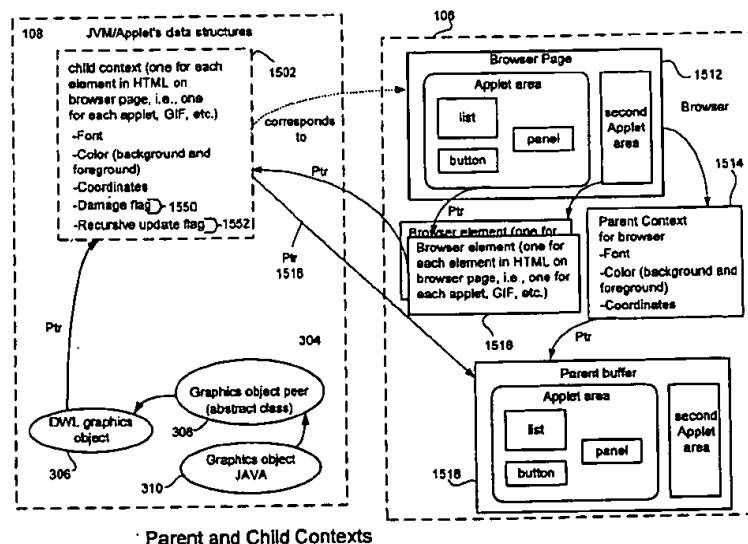 108 JVM/Applet's data structures
child context (one for each
element in HTML on
browser page, i.e., one
for each applet, GIF, etc.)
-Font
-Color (background and
foreground)
-Coordinates
-Damage flag
1550
-Recursive update flag
1552
1502
corresponds
to
Ptr
Ptr
1516
Ptr
304
Graphics object peer
(abstract class)
308
DWL graphics
object
306
Graphics object
JAVA
310
106
Browser Page
Applet area
list
button
panel
second
Applet
area
1512
Browser
1514
Ptr
Browser element (one for
Browser element (one for
each element in HTML on
browser page, i.e., one for
each applet, GIF, etc.)
1516
Parent Context
for browser
-Font
-Color (background and
foreground)
-Coordinates
Ptr
Parent buffer
Applet area
list
button
panel
second
Applet
area
1518
Parent and Child Contexts